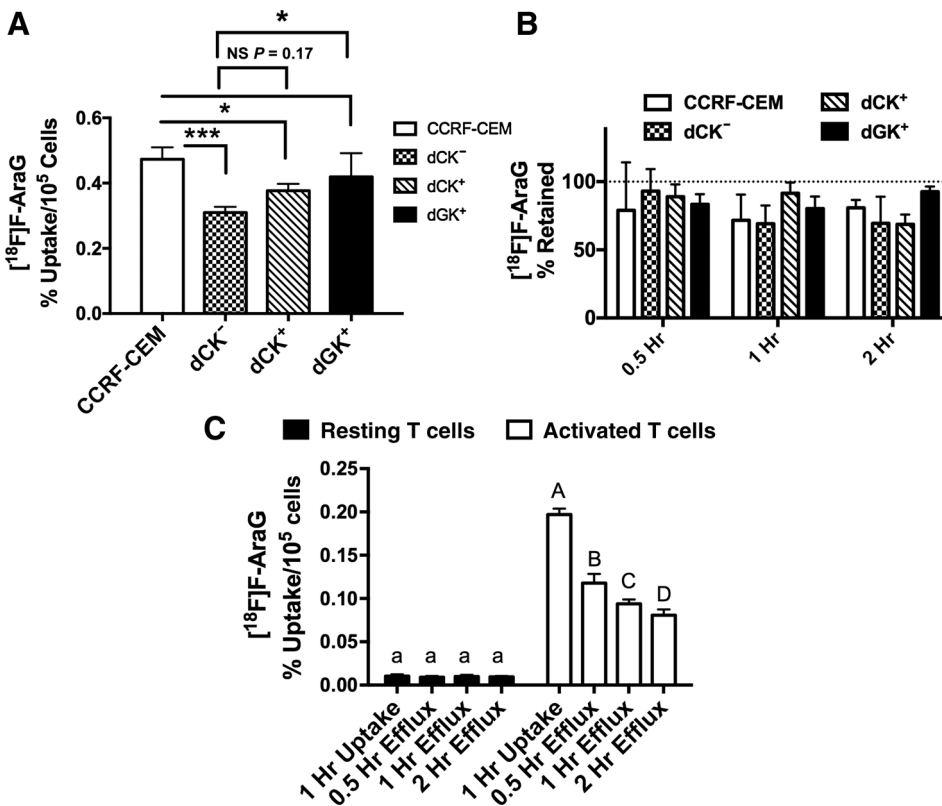 A
*
NS P = 0.17
*
***
[¹⁸F]F-AraG
% Uptake/10⁵ Cells
0.6
0.4
0.2
0.0
CCRF-CEM
dCK⁻
dCK⁺
dGK⁺
CCRF-CEM
dCK⁻
dCK⁺
dGK⁺
B
CCRF-CEM
dCK⁻
dCK⁺
dGK⁺
[¹⁸F]F-AraG
% Retained
100
50
0
0.5 Hr
1 Hr
2 Hr
C
Resting T cells
Activated T cells
[¹⁸F]F-AraG
% Uptake/10⁵ cells
0.25
0.20
0.15
0.10
0.05
0.00
a a a a
A
B
C
D
1 Hr Uptake
0.5 Hr Efflux
1 Hr Efflux
2 Hr Efflux
1 Hr Uptake
0.5 Hr Efflux
1 Hr Efflux
2 Hr Efflux